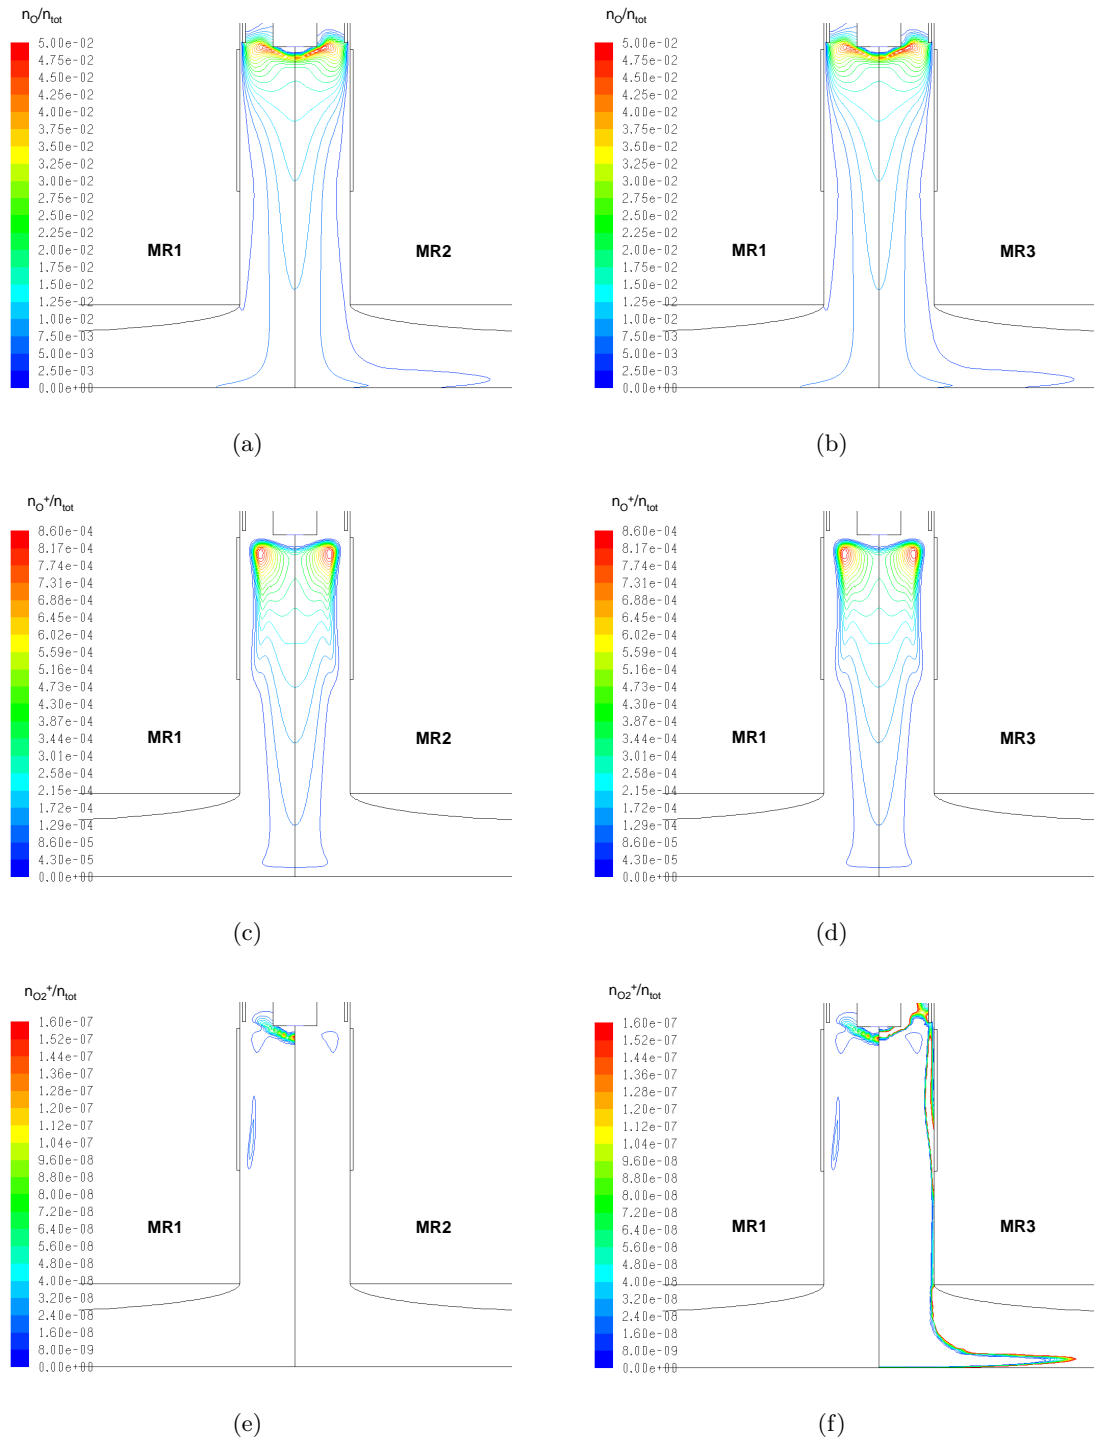 n_O/n_tot
5.00e-02
4.75e-02
4.50e-02
4.25e-02
4.00e-02
3.75e-02
3.50e-02
3.25e-02
3.00e-02
2.75e-02
2.50e-02
2.25e-02
2.00e-02
1.75e-02
1.50e-02
1.25e-02
1.00e-02
7.50e-03
5.00e-03
2.50e-03
0.00e+00
MR1
MR2
(a)
n_O/n_tot
5.00e-02
4.75e-02
4.50e-02
4.25e-02
4.00e-02
3.75e-02
3.50e-02
3.25e-02
3.00e-02
2.75e-02
2.50e-02
2.25e-02
2.00e-02
1.75e-02
1.50e-02
1.25e-02
1.00e-02
7.50e-03
5.00e-03
2.50e-03
0.00e+00
MR1
MR3
(b)
n_O^+/n_tot
8.60e-04
8.17e-04
7.74e-04
7.31e-04
6.88e-04
6.45e-04
6.02e-04
5.59e-04
5.16e-04
4.73e-04
4.30e-04
3.87e-04
3.44e-04
3.01e-04
2.58e-04
2.15e-04
1.72e-04
1.29e-04
8.60e-05
4.30e-05
0.00e+00
MR1
MR2
(c)
n_O^+/n_tot
8.60e-04
8.17e-04
7.74e-04
7.31e-04
6.88e-04
6.45e-04
6.02e-04
5.59e-04
5.16e-04
4.73e-04
4.30e-04
3.87e-04
3.44e-04
3.01e-04
2.58e-04
2.15e-04
1.72e-04
1.29e-04
8.60e-05
4.30e-05
0.00e+00
MR1
MR3
(d)
n_O2^+/n_tot
1.60e-07
1.52e-07
1.44e-07
1.36e-07
1.28e-07
1.20e-07
1.12e-07
1.04e-07
9.60e-08
8.80e-08
8.00e-08
7.20e-08
6.40e-08
5.60e-08
4.80e-08
4.00e-08
3.20e-08
2.40e-08
1.60e-08
8.00e-09
0.00e+00
MR1
MR2
(e)
n_O2^+/n_tot
1.60e-07
1.52e-07
1.44e-07
1.36e-07
1.28e-07
1.20e-07
1.12e-07
1.04e-07
9.60e-08
8.80e-08
8.00e-08
7.20e-08
6.40e-08
5.60e-08
4.80e-08
4.00e-08
3.20e-08
2.40e-08
1.60e-08
8.00e-09
0.00e+00
MR1
MR3
(f)